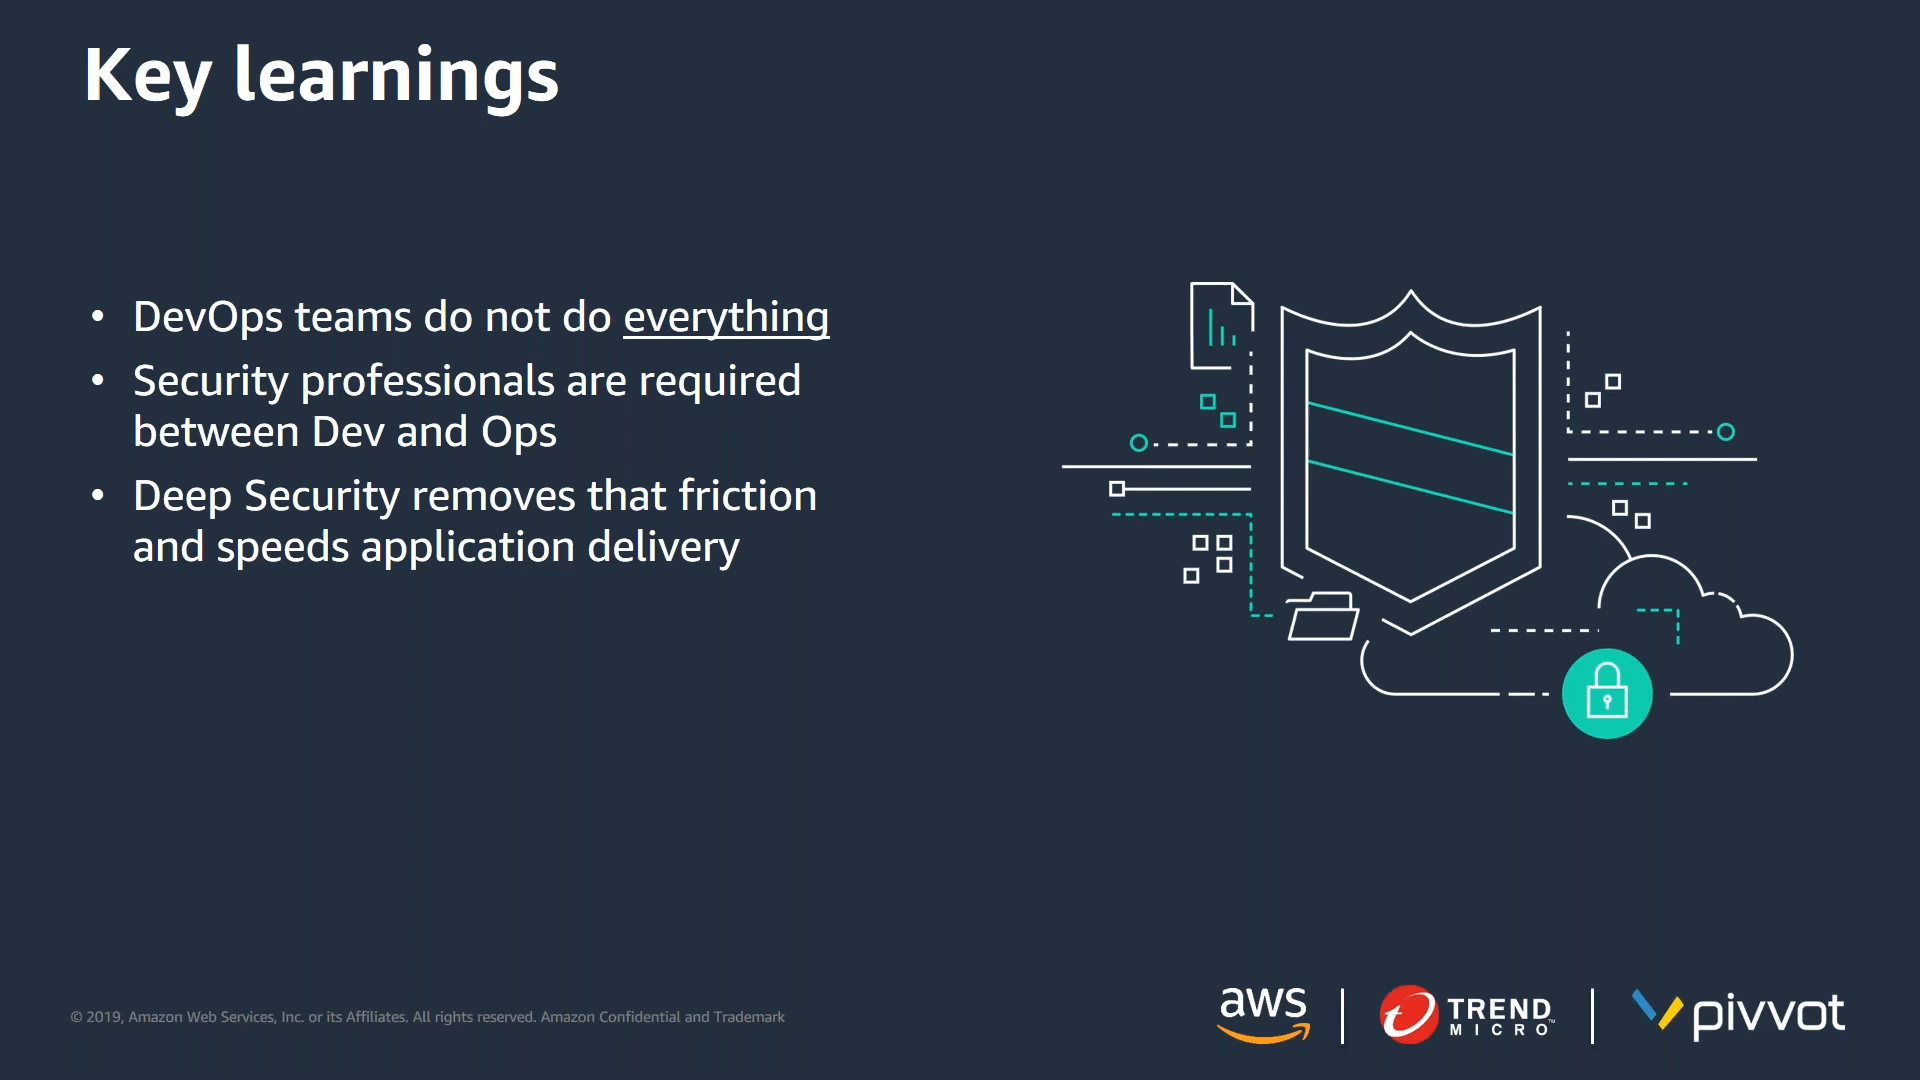 Key learnings
• DevOps teams do not do everything
• Security professionals are required
between Dev and Ops
• Deep Security removes that friction
and speeds application delivery
© 2019, Amazon Web Services, Inc. or its Affiliates. All rights reserved. Amazon Confidential and Trademark
aws
TREND
MICRO™
pivvot